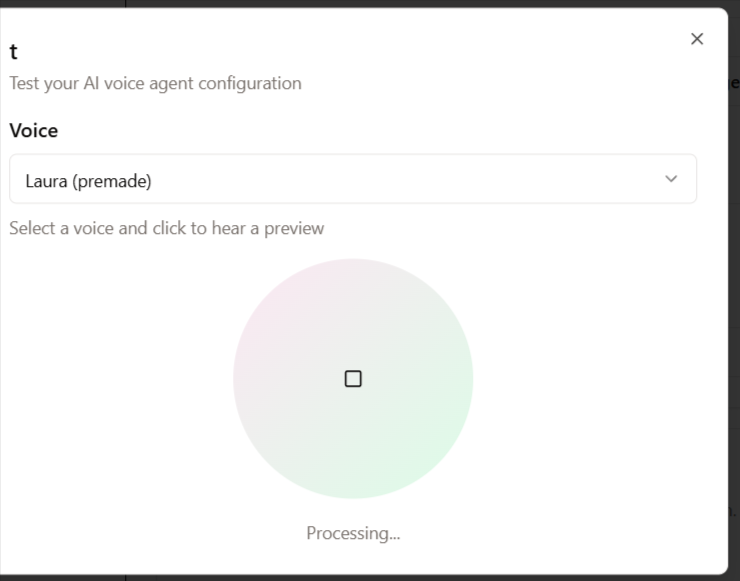 t
Test your AI voice agent configuration
Voice
Laura (premade)
Select a voice and click to hear a preview
Processing...